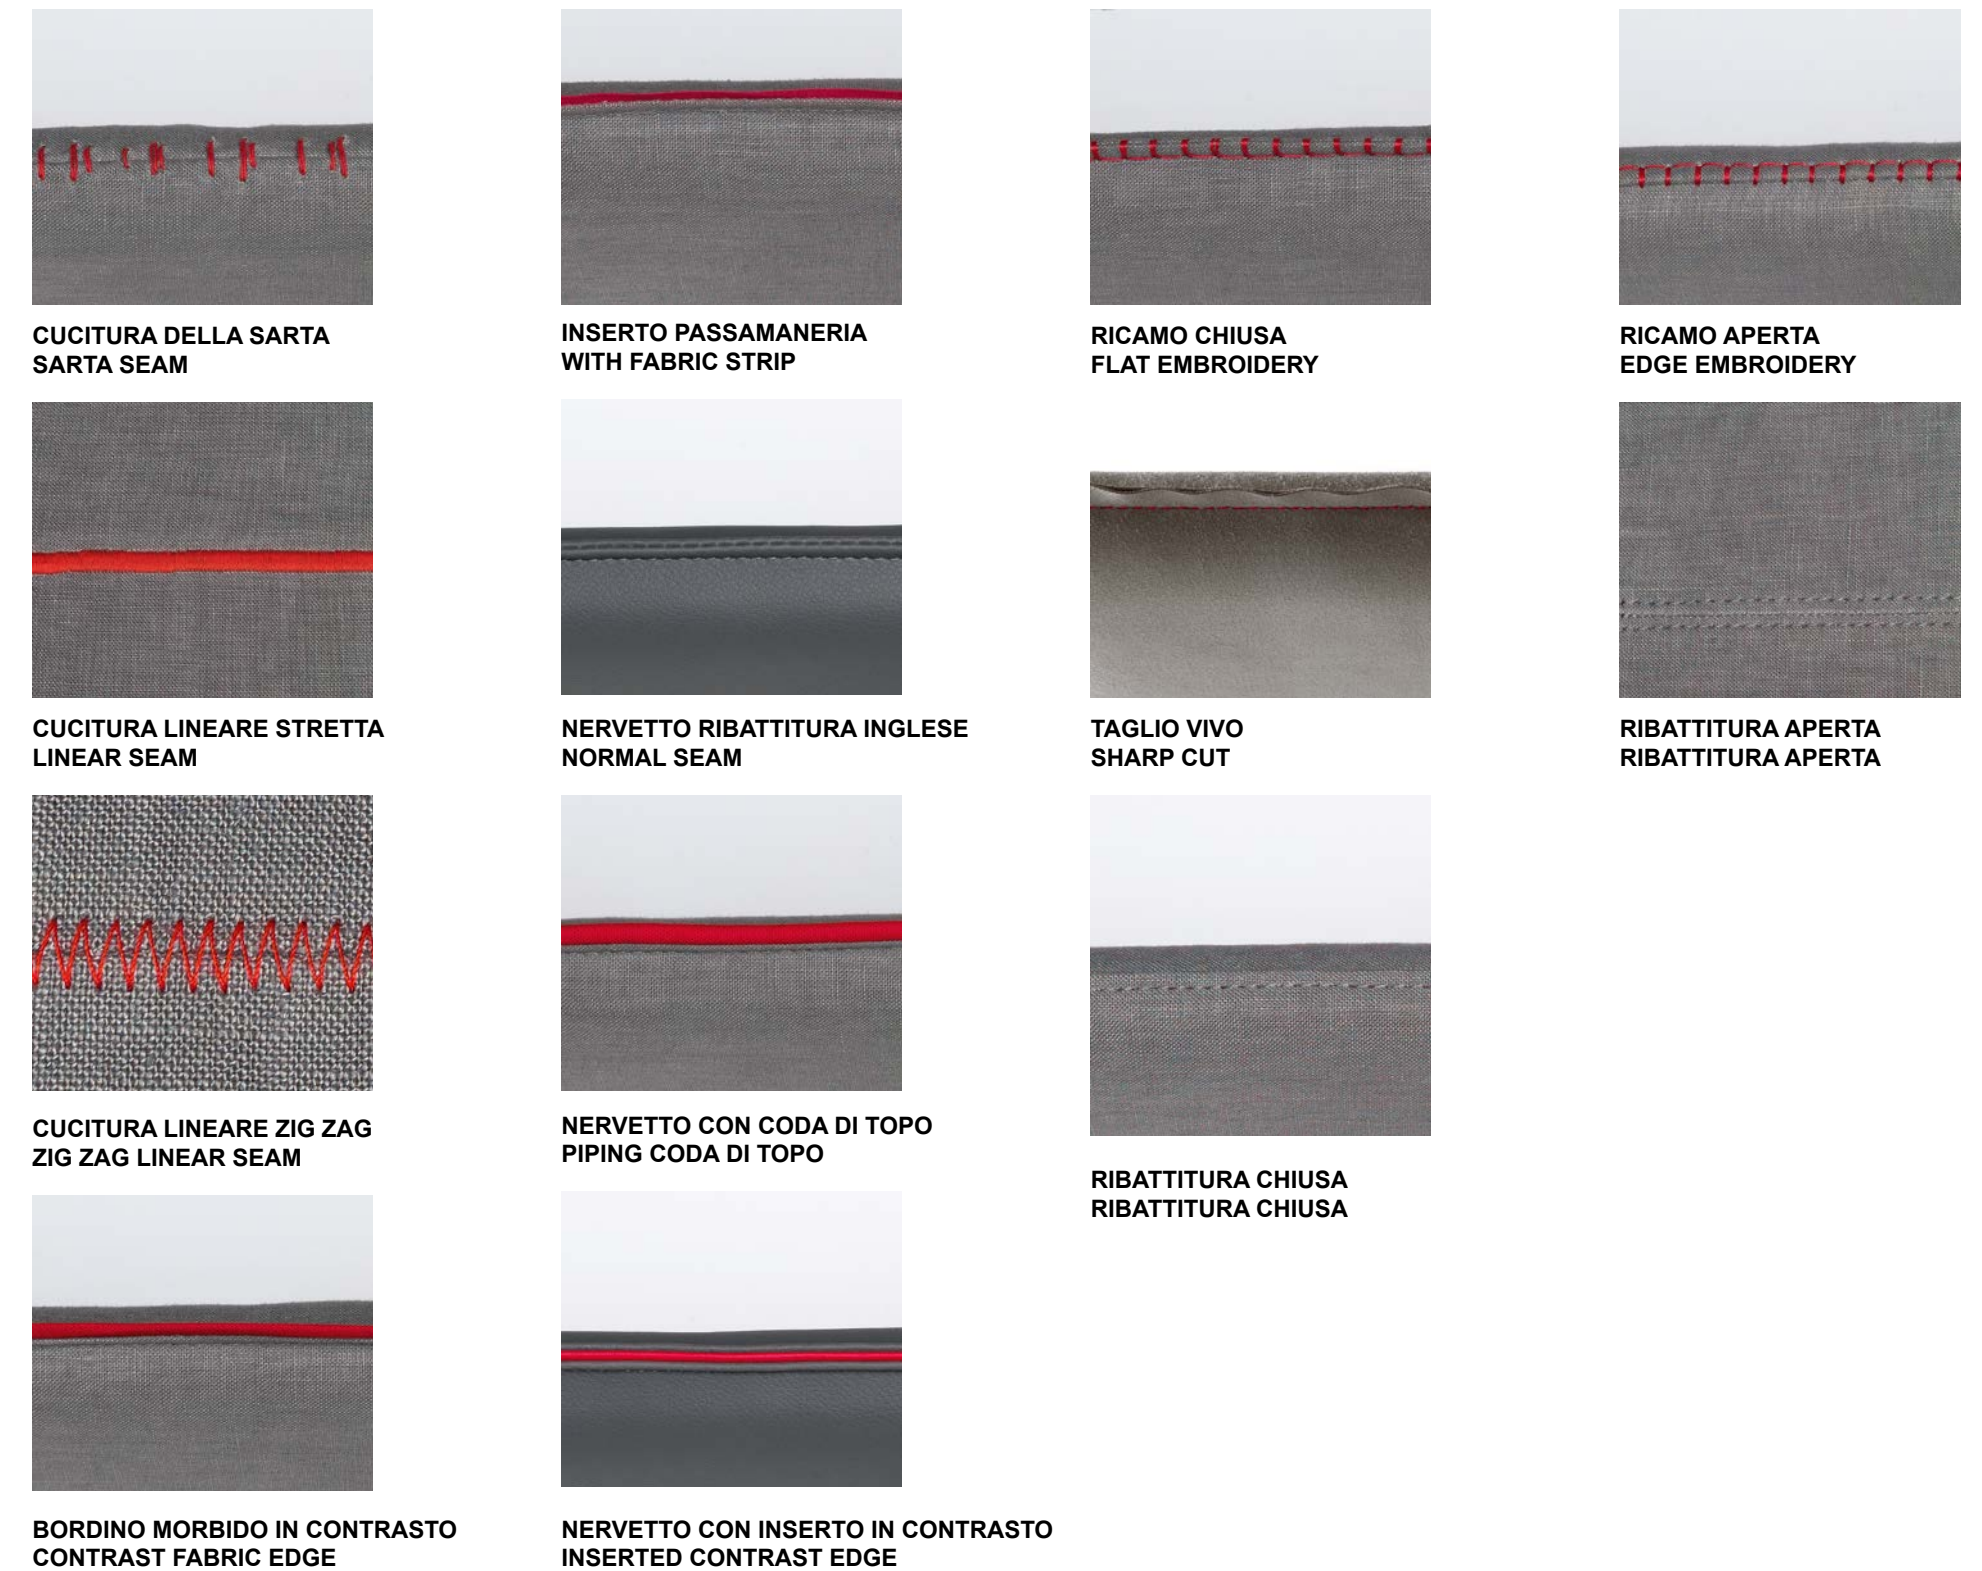 CUCITURA DELLA SARTA
SARTA SEAM
INSERTO PASSAMANERIA
WITH FABRIC STRIP
RICAMO CHIUSA
FLAT EMBROIDERY
RICAMO APERTA
EDGE EMBROIDERY
CUCITURA LINEARE STRETTA
LINEAR SEAM
NERVETTO RIBATTITURA INGLESE
NORMAL SEAM
TAGLIO VIVO
SHARP CUT
RIBATTITURA APERTA
RIBATTITURA APERTA
CUCITURA LINEARE ZIG ZAG
ZIG ZAG LINEAR SEAM
NERVETTO CON CODA DI TOPO
PIPING CODA DI TOPO
RIBATTITURA CHIUSA
RIBATTITURA CHIUSA
BORDINO MORBIDO IN CONTRASTO
CONTRAST FABRIC EDGE
NERVETTO CON INSERTO IN CONTRASTO
INSERTED CONTRAST EDGE